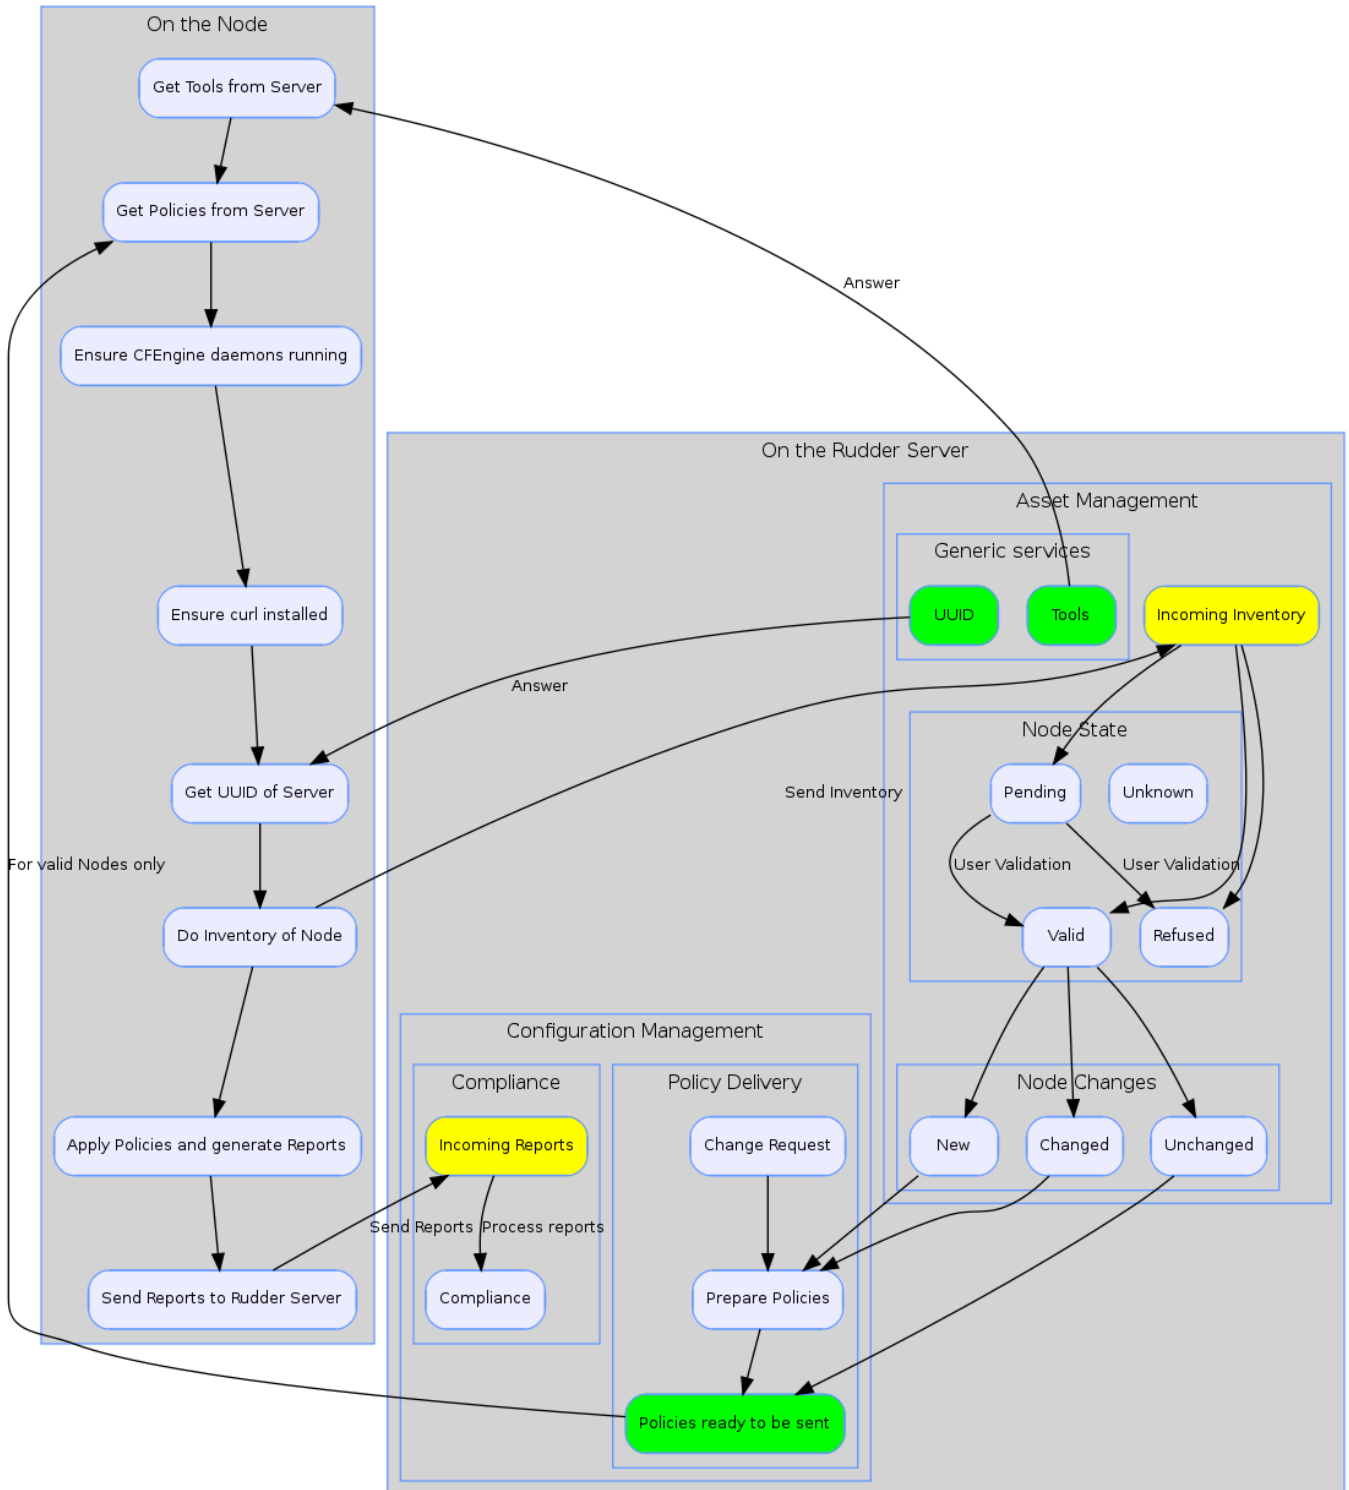 On the Node
Get Tools from Server
Get Policies from Server
Answer
Ensure CFEngine daemons running
On the Rudder Server
Asset Management
Generic services
Ensure curl installed
UUID
Tools
Incoming Inventory
Answer
Node State
Get UUID of Server
Send Inventory
Pending
Unknown
For valid Nodes only
User Validation
User Validation
Do Inventory of Node
Valid
Refused
Configuration Management
Compliance
Policy Delivery
Node Changes
Apply Policies and generate Reports
Incoming Reports
Change Request
New
Changed
Unchanged
Send Reports
Process reports
Send Reports to Rudder Server
Compliance
Prepare Policies
Policies ready to be sent